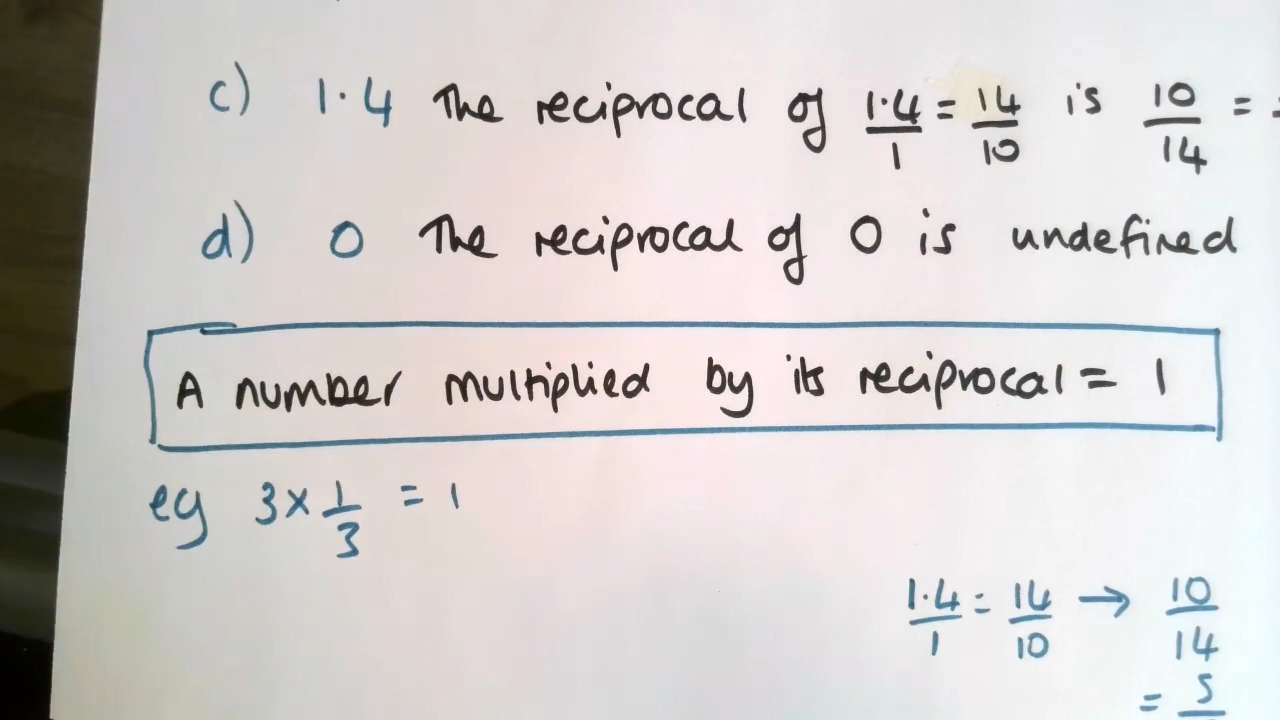 c) 1·4 The reciprocal of 1·4/1 = 14/10 is 10/14 =
d) 0 The reciprocal of 0 is undefined
A number multiplied by its reciprocal = 1
eg 3 × 1/3 = 1
1·4/1 = 14/10 → 10/14
= 5